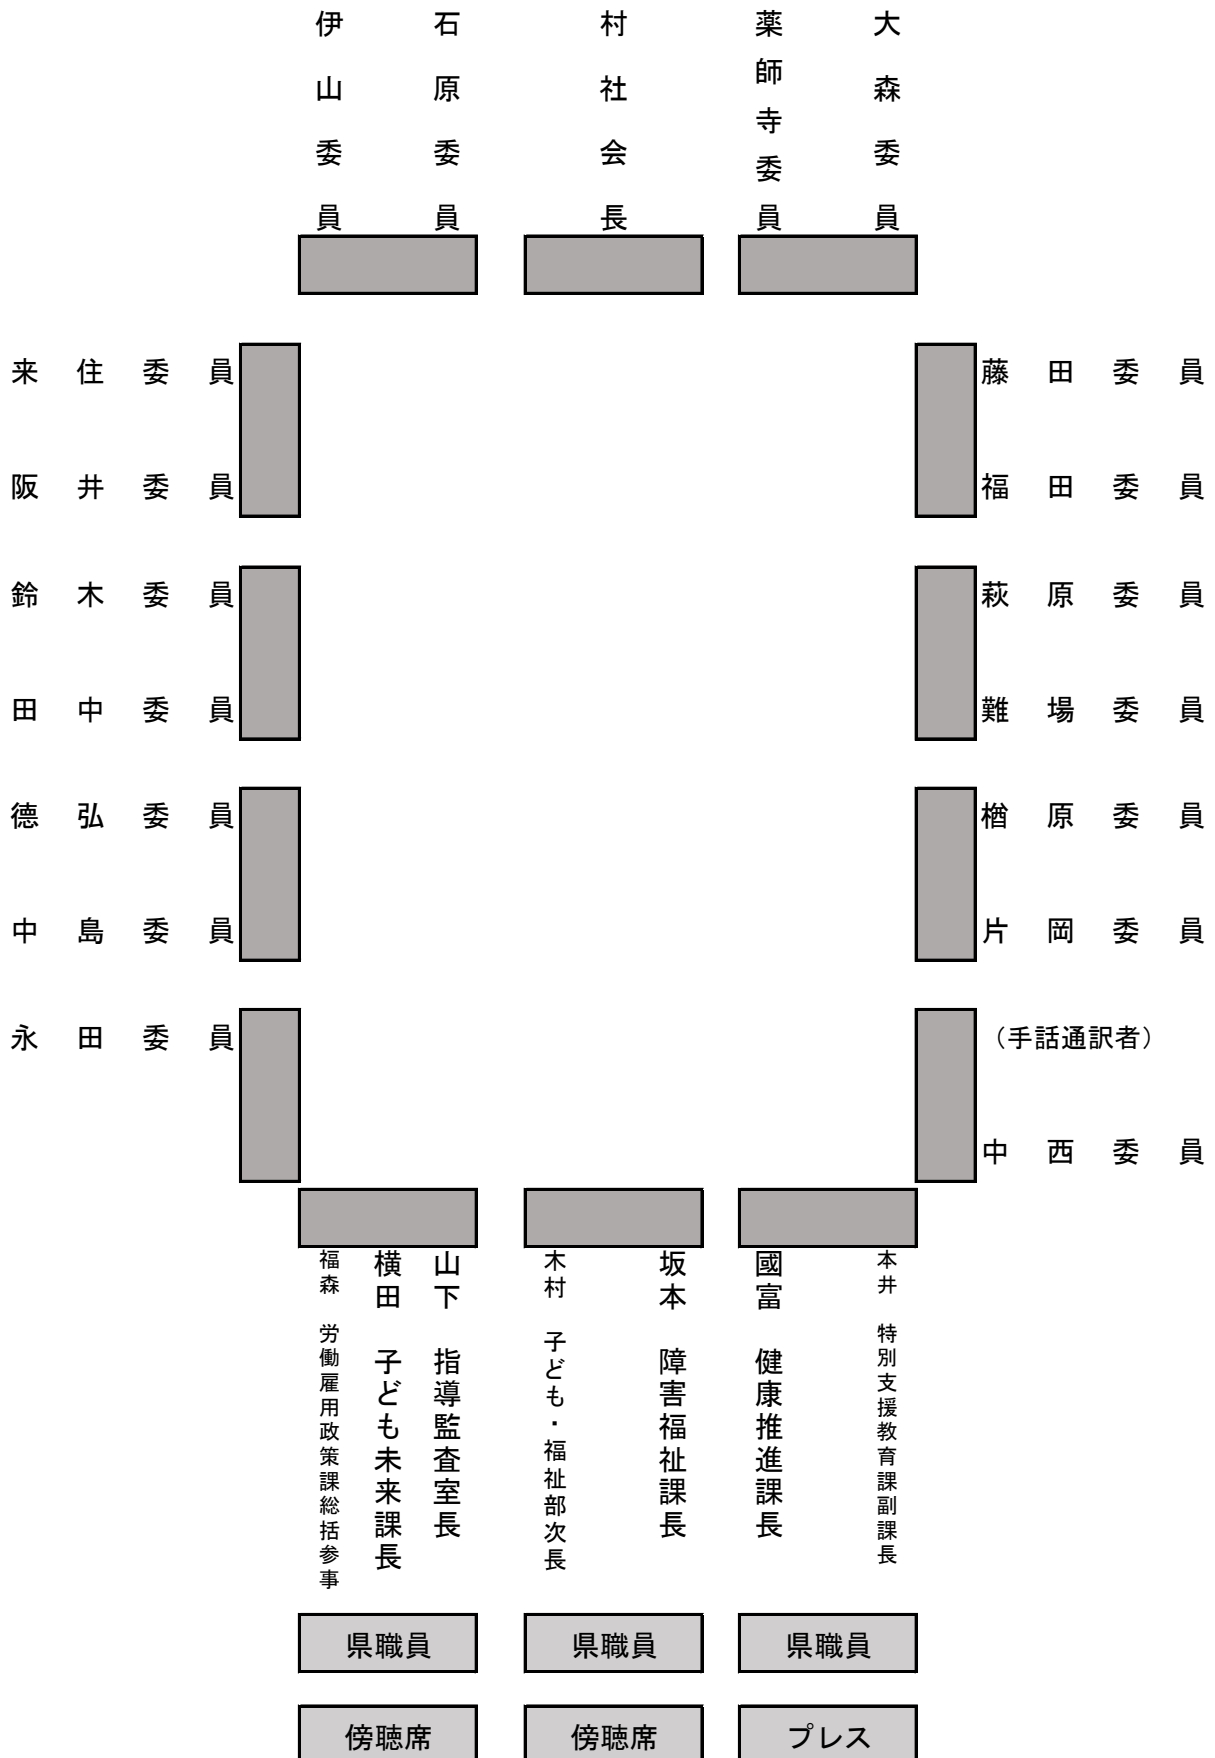 伊山委員
石原委員
村社会長
薬師寺委員
大森委員
来住委員
阪井委員
鈴木委員
田中委員
德弘委員
中島委員
永田委員
藤田委員
福田委員
萩原委員
難場委員
楢原委員
片岡委員
（手話通訳者）
中西委員
福森　労働雇用政策課総括参事
横田　子ども未来課長
山下　指導監査室長
木村　子ども・福祉部次長
坂本　障害福祉課長
國富　健康推進課長
本井　特別支援教育課副課長
県職員
県職員
県職員
傍聴席
傍聴席
プレス